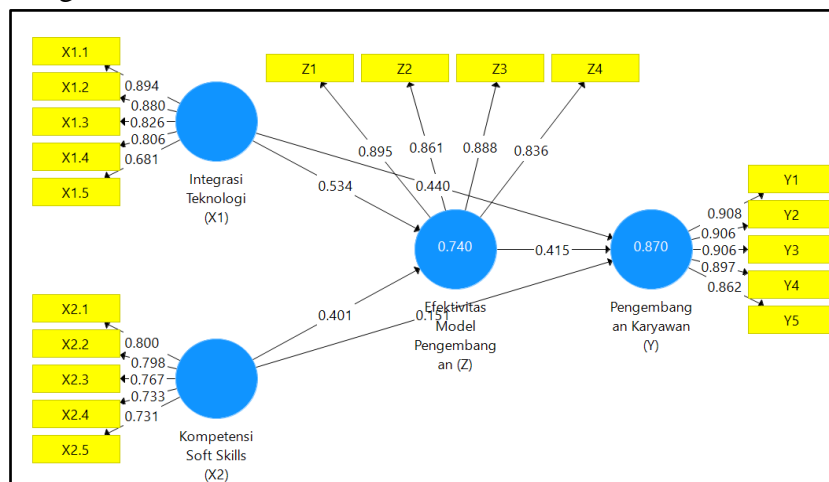 X1.1
X1.2
X1.3
X1.4
X1.5
0.894
0.880
0.826
0.806
0.681
Integrasi
Teknologi
(X1)
Z1
Z2
Z3
Z4
0.895
0.861
0.888
0.836
0.534
0.440
0.740
Efektivitas
Model
Pengembang
an (Z)
0.415
0.401
0.151
0.870
Pengembang
an Karyawan
(Y)
0.908
0.906
0.906
0.897
0.862
Y1
Y2
Y3
Y4
Y5
X2.1
X2.2
X2.3
X2.4
X2.5
0.800
0.798
0.767
0.733
0.731
Kompetensi
Soft Skills
(X2)